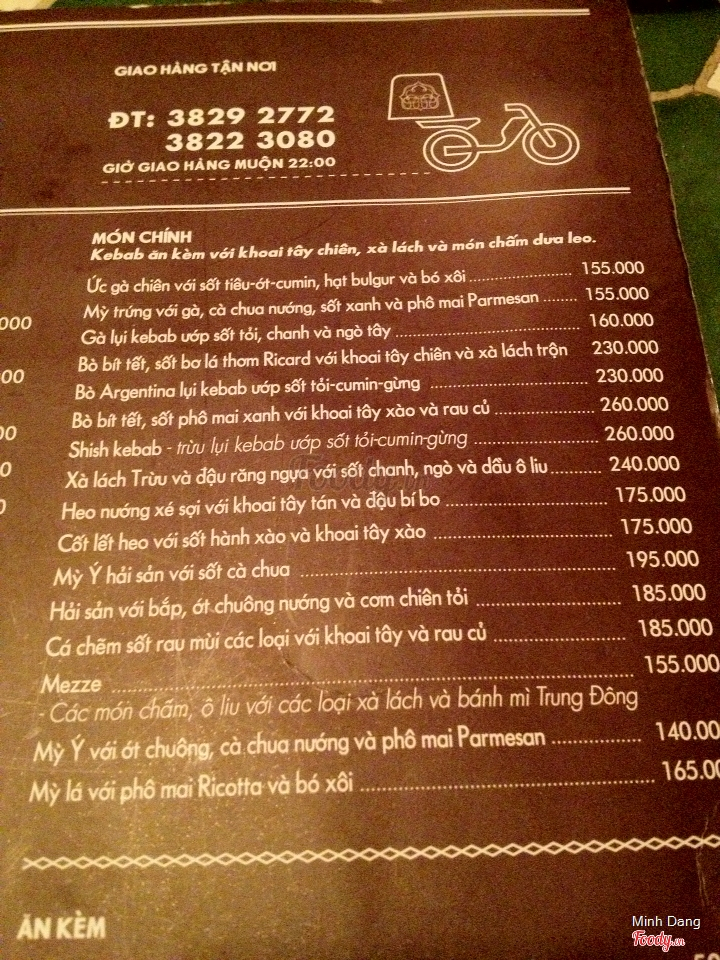 GIAO HÀNG TẬN NƠI
ĐT: 3829 2772
3822 3080
GIỜ GIAO HÀNG MUỘN 22:00
MÓN CHÍNH
Kebab ăn kèm với khoai tây chiên, xà lách và món chấm dưa leo.
Ức gà chiên với sốt tiêu-ớt-cumin, hạt bulgur và bó xôi 155.000
Mỳ trứng với gà, cà chua nướng, sốt xanh và phô mai Parmesan 155.000
Gà lụi kebab ướp sốt tỏi, chanh và ngò tây 160.000
Bò bít tết, sốt ba lá thơm Ricard với khoai tây chiên và xà lách trộn 230.000
Bò Argentina lụi kebab ướp sốt tỏi-cumin-gừng 230.000
Bò bít tết, sốt phô mai xanh với khoai tây xào và rau củ 260.000
Shish kebab - trừu lụi kebab ướp sốt tỏi-cumin-gừng 260.000
Xà lách Trừu và đậu răng ngựa với sốt chanh, ngò và dầu ô liu 240.000
Heo nướng xé sợi với khoai tây tán và đậu bí bo 175.000
Cốt lết heo với sốt hành xào và khoai tây xào 175.000
Mỳ Ý hải sản với sốt cà chua 195.000
Hải sản với bắp, ớt chuông nướng và cơm chiên tỏi 185.000
Cá chẽm sốt rau mùi các loại với khoai tây và rau củ 185.000
Mezze 155.000
- Các món chấm, ô liu với các loại xà lách và bánh mì Trung Đông
Mỳ Ý với ớt chuông, cà chua nướng và phô mai Parmesan 140.00
Mỳ lá với phô mai Ricotta và bó xôi 165.00
ĂN KÈM
Minh Dang
Foody.vn